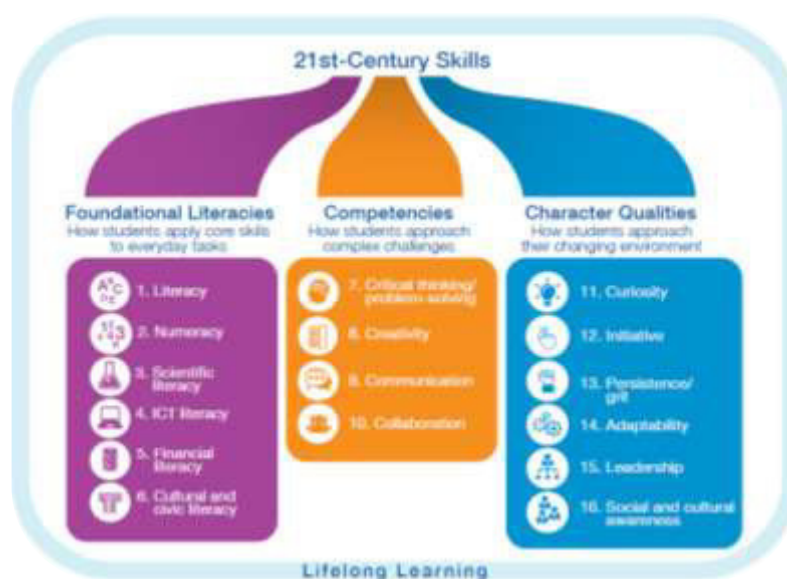 21st-Century Skills
Foundational Literacies
How students apply core skills
to everyday tasks
1. Literacy
2. Numeracy
3. Scientific
literacy
4. ICT literacy
5. Financial
literacy
6. Cultural and
civic literacy
Competencies
How students approach
complex challenges
7. Critical thinking/
problem-solving
8. Creativity
9. Communication
10. Collaboration
Character Qualities
How students approach
their changing environment
11. Curiosity
12. Initiative
13. Persistence/
grit
14. Adaptability
15. Leadership
16. Social and cultural
awareness
Lifelong Learning